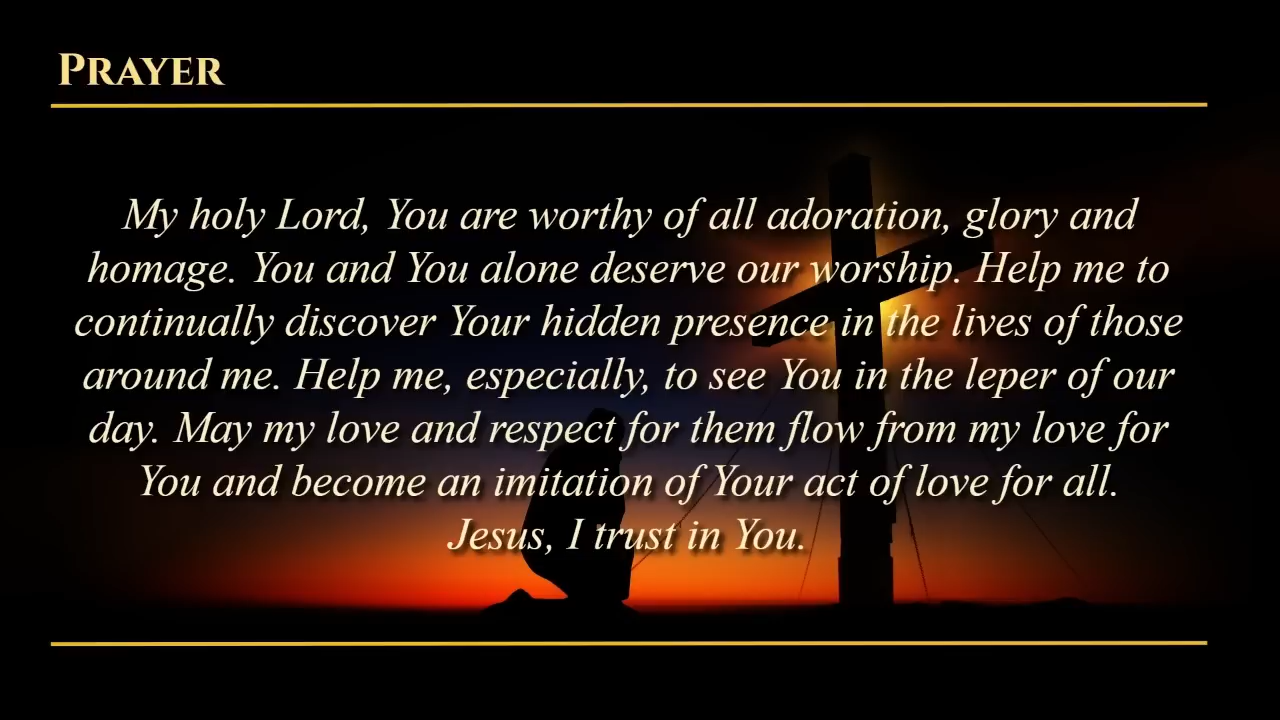 PRAYER
My holy Lord, You are worthy of all adoration, glory and
homage. You and You alone deserve our worship. Help me to
continually discover Your hidden presence in the lives of those
around me. Help me, especially, to see You in the leper of our
day. May my love and respect for them flow from my love for
You and become an imitation of Your act of love for all.
Jesus, I trust in You.